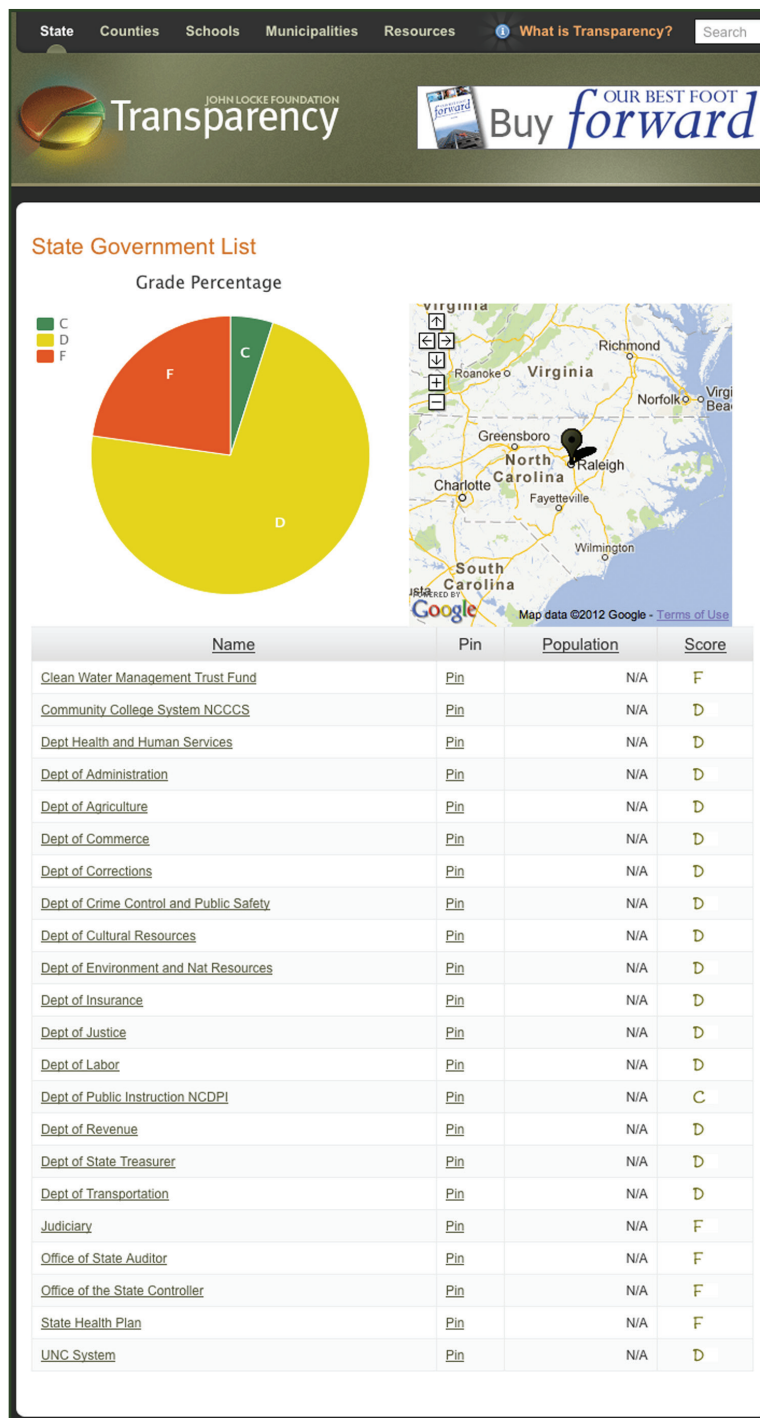 State Counties Schools Municipalities Resources What is Transparency? Search
JOHN LOCKE FOUNDATION
Transparency
forward
Buy
OUR BEST FOOT
forward
State Government List
Grade Percentage
C
D
F
F
C
D
Virginia
Richmond
Roanoke Virginia
Norfolk
Virgi
Bea
Greensboro
North
Carolina
Raleigh
Charlotte
Fayetteville
Wilmington
South
Carolina
usta
POWERED BY
Google
Map data ©2012 Google - Terms of Use
Name Pin Population Score
Clean Water Management Trust Fund Pin N/A F
Community College System NCCCS Pin N/A D
Dept Health and Human Services Pin N/A D
Dept of Administration Pin N/A D
Dept of Agriculture Pin N/A D
Dept of Commerce Pin N/A D
Dept of Corrections Pin N/A D
Dept of Crime Control and Public Safety Pin N/A D
Dept of Cultural Resources Pin N/A D
Dept of Environment and Nat Resources Pin N/A D
Dept of Insurance Pin N/A D
Dept of Justice Pin N/A D
Dept of Labor Pin N/A D
Dept of Public Instruction NCDPI Pin N/A C
Dept of Revenue Pin N/A D
Dept of State Treasurer Pin N/A D
Dept of Transportation Pin N/A D
Judiciary Pin N/A F
Office of State Auditor Pin N/A F
Office of the State Controller Pin N/A F
State Health Plan Pin N/A F
UNC System Pin N/A D